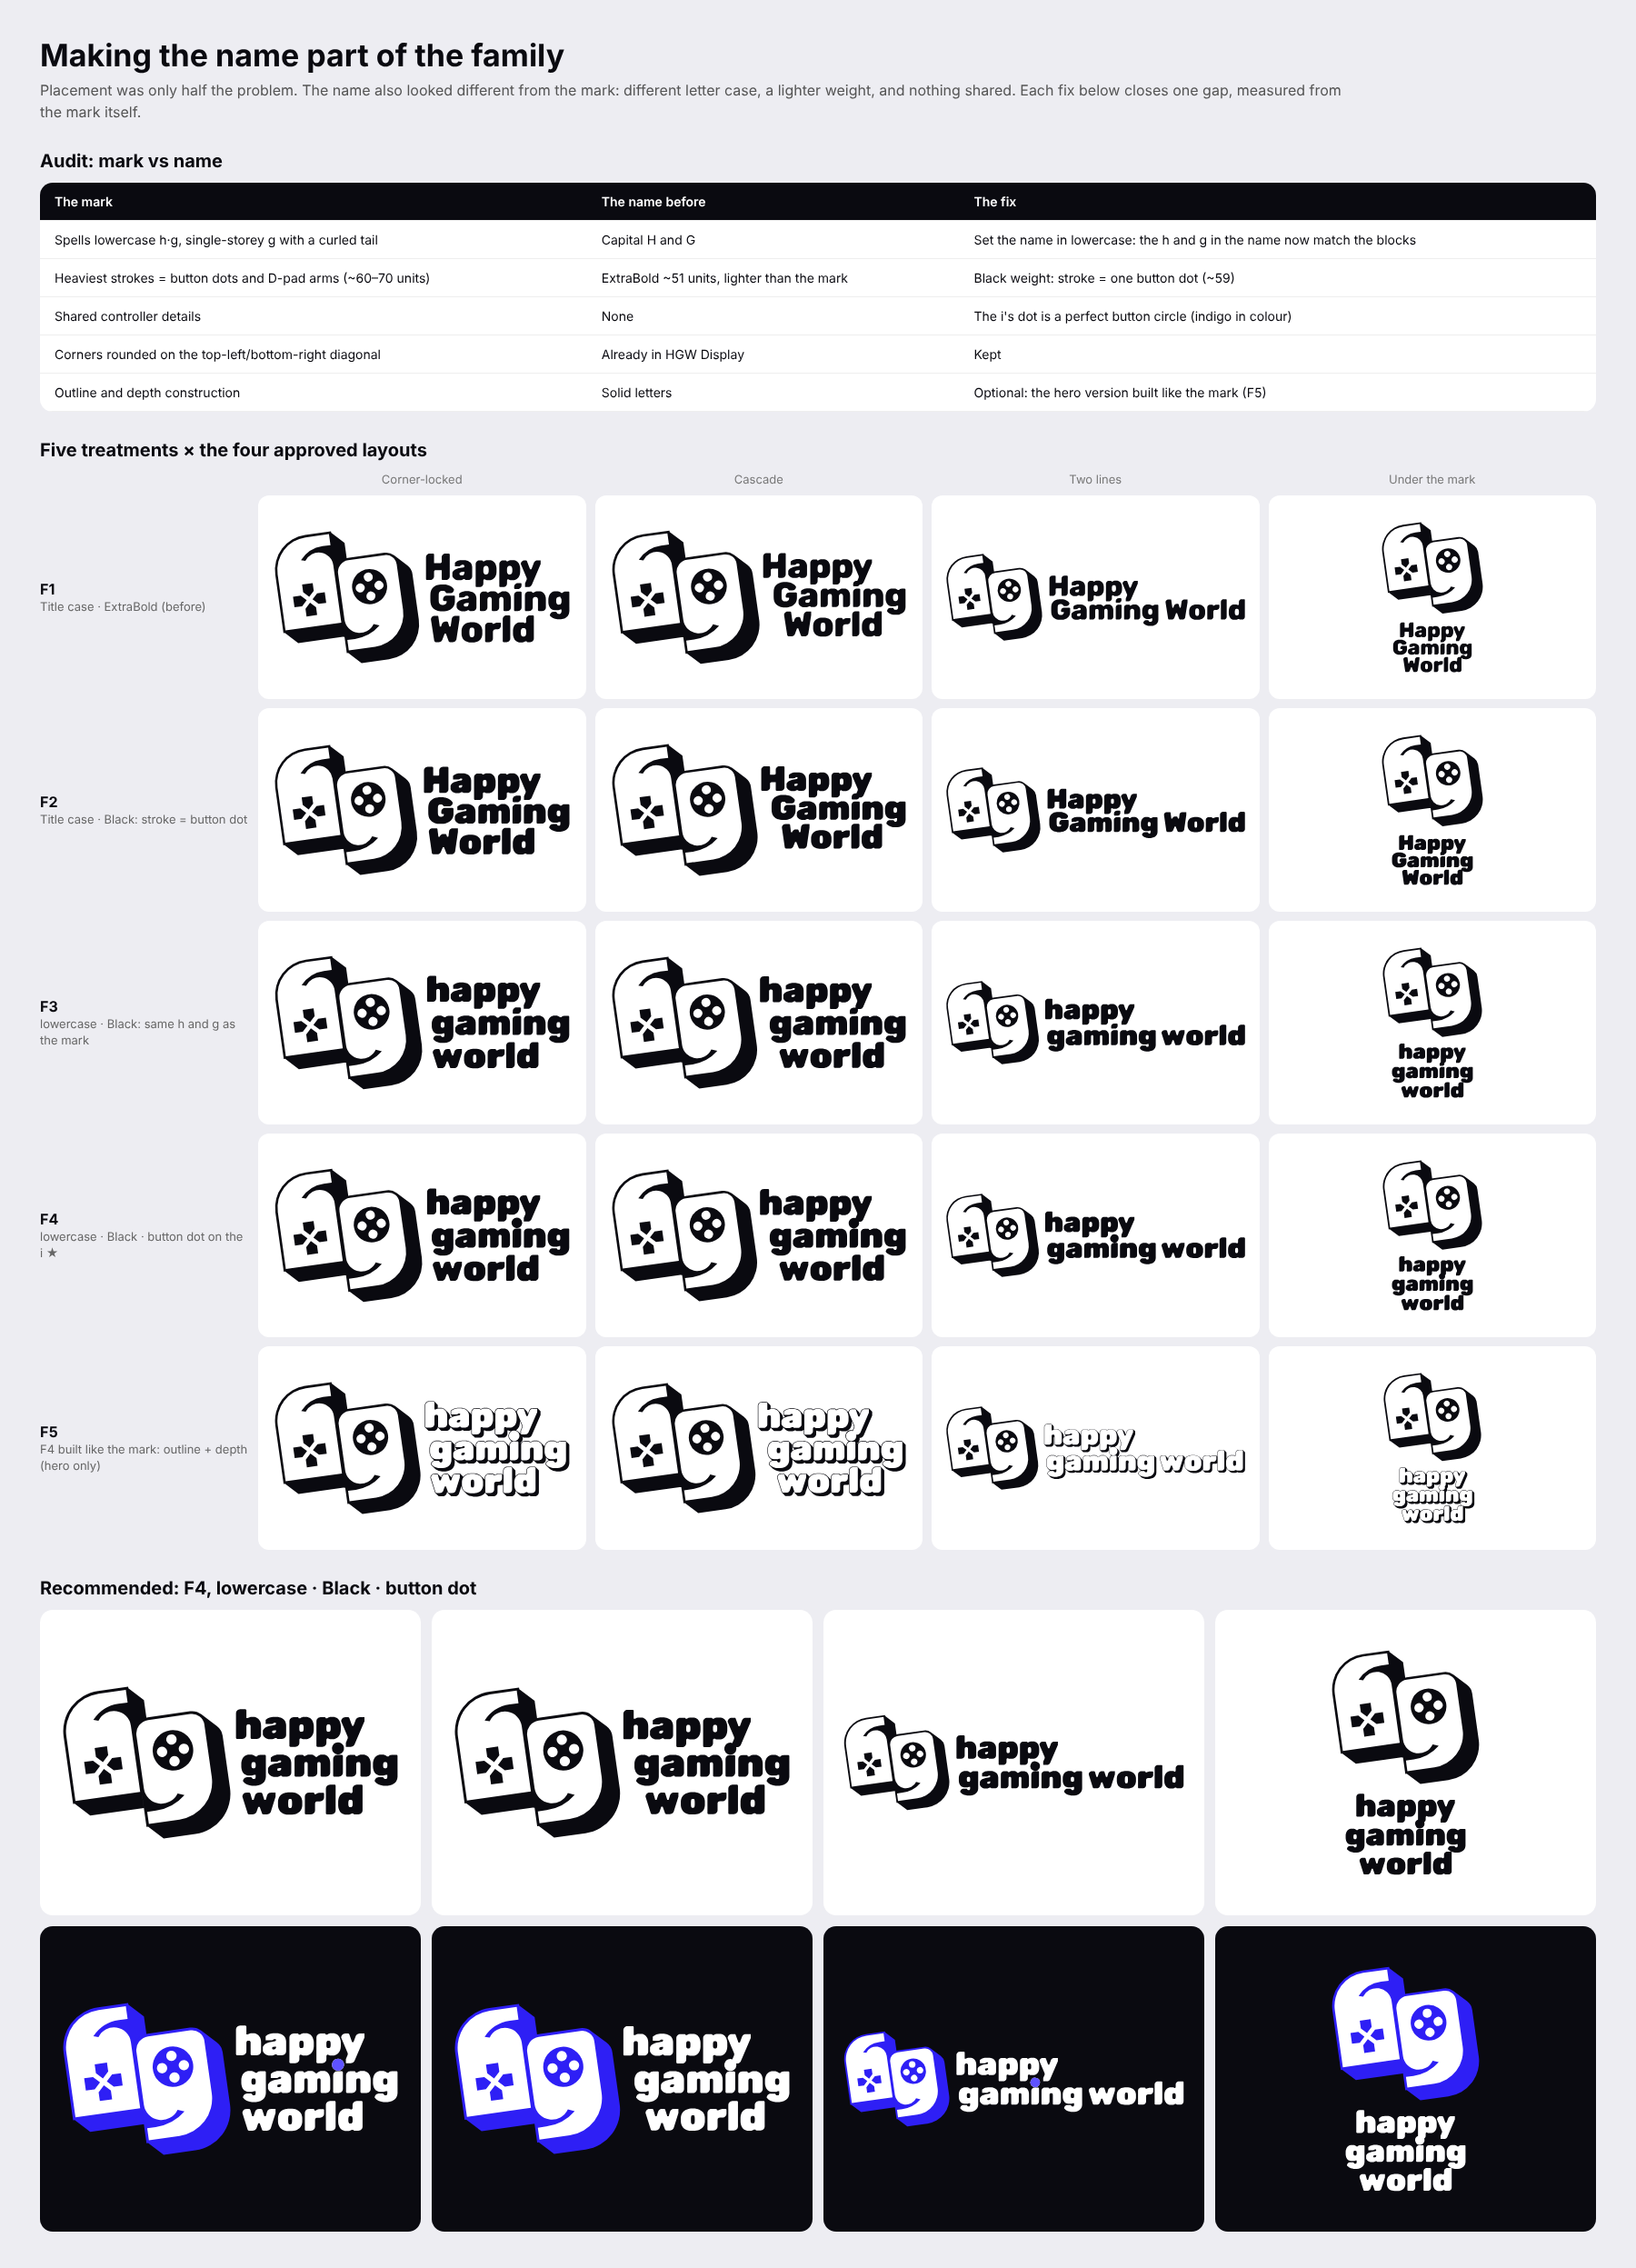 Making the name part of the family
Placement was only half the problem. The name also looked different from the mark: different letter case, a lighter weight, and nothing shared. Each fix below closes one gap, measured from
the mark itself.
Audit: mark vs name
The mark The name before The fix
Spells lowercase h·g, single-storey g with a curled tail Capital H and G Set the name in lowercase: the h and g in the name now match the blocks
Heaviest strokes = button dots and D-pad arms (~60–70 units) ExtraBold ~51 units, lighter than the mark Black weight: stroke = one button dot (~59)
Shared controller details None The i's dot is a perfect button circle (indigo in colour)
Corners rounded on the top-left/bottom-right diagonal Already in HGW Display Kept
Outline and depth construction Solid letters Optional: the hero version built like the mark (F5)
Five treatments × the four approved layouts
Corner-locked Cascade Two lines Under the mark
F1
Title case · ExtraBold (before)
Happy
Gaming
World
Happy
Gaming
World
Happy
Gaming World
Happy
Gaming
World
F2
Title case · Black: stroke = button dot
Happy
Gaming
World
Happy
Gaming
World
Happy
Gaming World
Happy
Gaming
World
F3
lowercase · Black: same h and g as
the mark
happy
gaming
world
happy
gaming
world
happy
gaming world
happy
gaming
world
F4
lowercase · Black · button dot on the
i ★
happy
gaming
world
happy
gaming
world
happy
gaming world
happy
gaming
world
F5
F4 built like the mark: outline + depth
(hero only)
happy
gaming
world
happy
gaming
world
happy
gaming world
happy
gaming
world
Recommended: F4, lowercase · Black · button dot
happy
gaming
world
happy
gaming
world
happy
gaming world
happy
gaming
world
happy
gaming
world
happy
gaming
world
happy
gaming world
happy
gaming
world